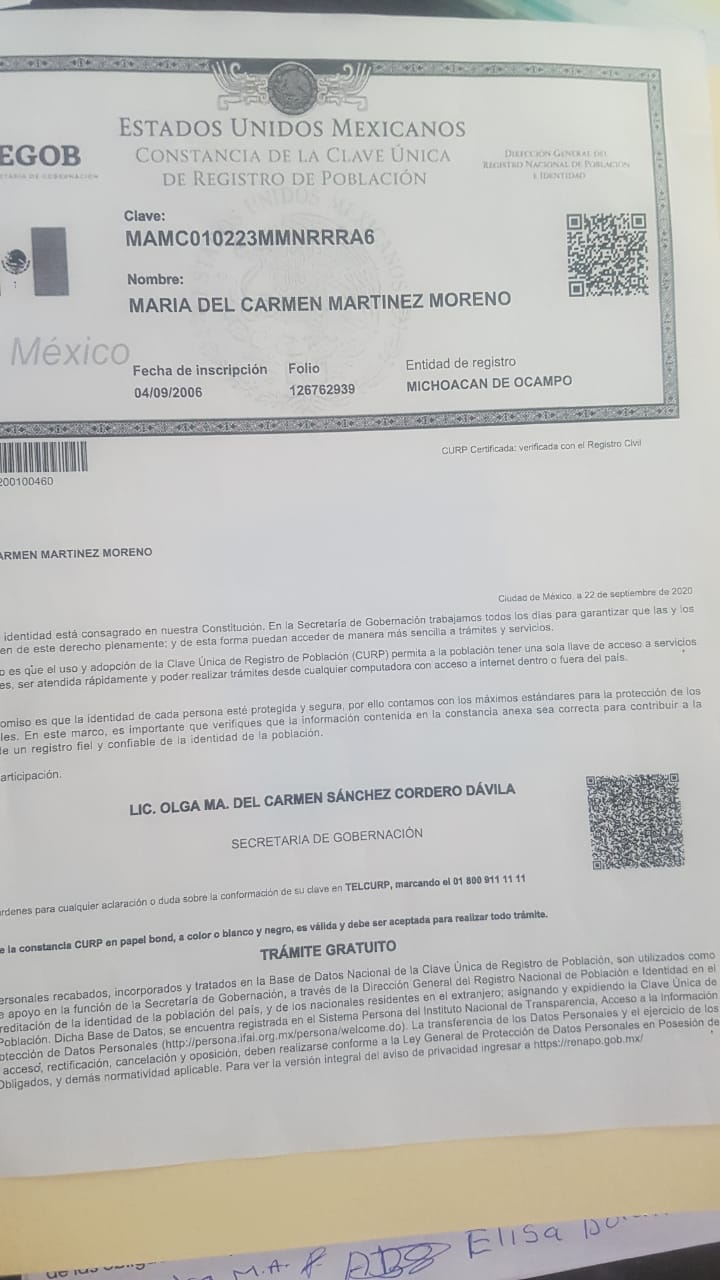 EGOB
ESTADOS UNIDOS MEXICANOS
CONSTANCIA DE LA CLAVE ÚNICA
DE REGISTRO DE POBLACIÓN
DIRECCIÓN GENERAL DEL
REGISTRO NACIONAL DE POBLACIÓN
E IDENTIDAD
Clave:
MAMC010223MMNRRRA6
Nombre:
MARIA DEL CARMEN MARTINEZ MORENO
México
Fecha de inscripción Folio Entidad de registro
04/09/2006 126762939 MICHOACAN DE OCAMPO
CURP Certificada: verificada con el Registro Civil
200100460
ARMEN MARTINEZ MORENO
Ciudad de México, a 22 de septiembre de 2020
identidad está consagrado en nuestra Constitución. En la Secretaría de Gobernación trabajamos todos los días para garantizar que las y los
en de este derecho plenamente; y de esta forma puedan acceder de manera más sencilla a trámites y servicios.
o es que el uso y adopción de la Clave Única de Registro de Población (CURP) permita a la población tener una sola llave de acceso a servicios
es, ser atendida rápidamente y poder realizar trámites desde cualquier computadora con acceso a internet dentro o fuera del país.
omiso es que la identidad de cada persona esté protegida y segura, por ello contamos con los máximos estándares para la protección de los
les. En este marco, es importante que verifiques que la información contenida en la constancia anexa sea correcta para contribuir a la
de un registro fiel y confiable de la identidad de la población.
articipación.
LIC. OLGA MA. DEL CARMEN SÁNCHEZ CORDERO DÁVILA
SECRETARIA DE GOBERNACIÓN
rdenes para cualquier aclaración o duda sobre la conformación de su clave en TELCURP, marcando el 01 800 911 11 11
e la constancia CURP en papel bond, a color o blanco y negro, es válida y debe ser aceptada para realizar todo trámite.
TRÁMITE GRATUITO
ersonales recabados, incorporados y tratados en la Base de Datos Nacional de la Clave Única de Registro de Población, son utilizados como
e apoyo en la función de la Secretaría de Gobernación, a través de la Dirección General del Registro Nacional de Población e Identidad en el
reditación de la identidad de la población del país, y de los nacionales residentes en el extranjero; asignando y expidiendo la Clave Única de
Población. Dicha Base de Datos, se encuentra registrada en el Sistema Persona del Instituto Nacional de Transparencia, Acceso a la Información
otección de Datos Personales (http://persona.ifai.org.mx/persona/welcome.do). La transferencia de los Datos Personales y el ejercicio de los
acceso, rectificación, cancelación y oposición, deben realizarse conforme a la Ley General de Protección de Datos Personales en Posesión de
Obligados, y demás normatividad aplicable. Para ver la versión integral del aviso de privacidad ingresar a https://renapo.gob.mx/
M.A. Elisa